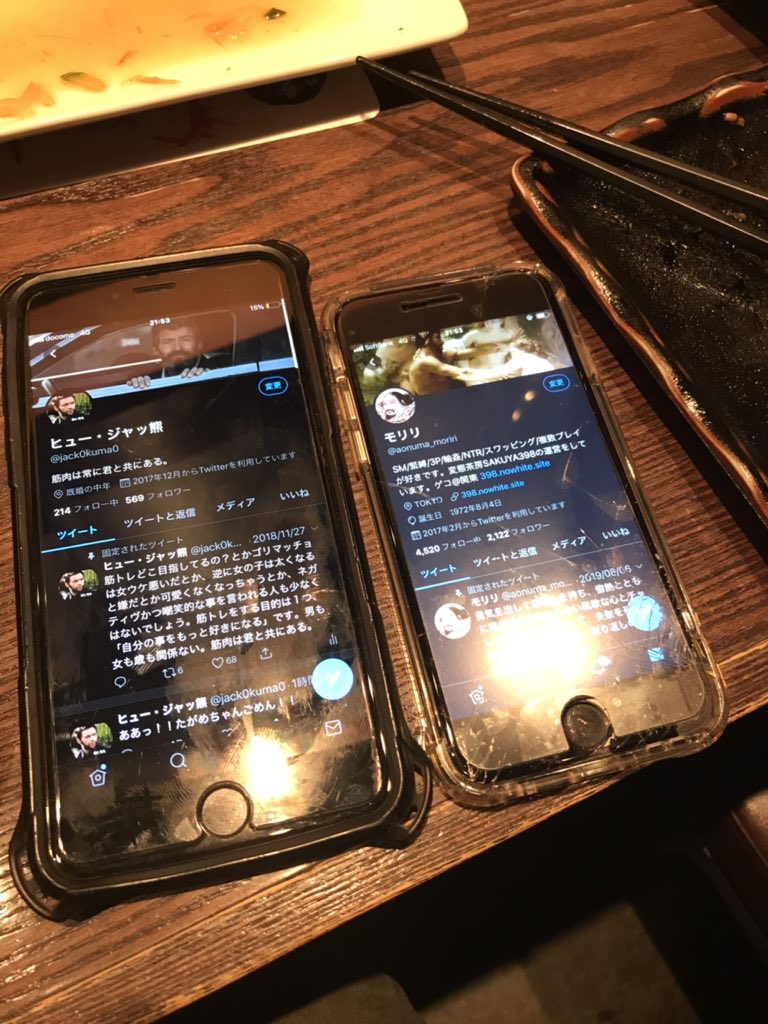 docomo 4G
21:53
15%
変更
ヒュー・ジャッ熊
@jack0kuma0
筋肉は常に君と共にある。
既婚の中年 2017年12月からTwitterを利用しています
214 フォロー中 569 フォロワー
ツイート ツイートと返信 メディア いいね
固定されたツイート
ヒュー・ジャッ熊 @jack0k... · 2018/11/27
筋トレどこ目指してるの？とかゴリマッチョ
は女ウケ悪いだとか、逆に女の子は太くなる
と嫌だとか可愛くなくなっちゃうとか、ネガ
ティヴかつ嘲笑的な事を言われる人も少なく
はないでしょう。筋トレをする目的は１つ、
「自分の事をもっと好きになる」です。男も
女も歳も関係ない。筋肉は君と共にある。
6 68
ヒュー・ジャッ熊 @jack0kuma0 · 1時間
ああっ！！たがめちゃんごめん！！
SoftBank 4G
21:53
変更
モリリ
@aonuma_moriri
SM/緊縛/3P/輪姦/NTR/スワッピング/複数プレイ
が好きです。変態茶房SAKUYA398の運営をして
います。ゲコ@関東 398.nowhite.site
TOKYO 398.nowhite.site
誕生日 1972年8月4日
2017年2月からTwitterを利用しています
4,520 フォロー中 2,122 フォロワー
ツイート ツイートと返信 メディア いいね
固定されたツイート
モリリ @aonuma_mo... · 2019/08/05
勇気を出して